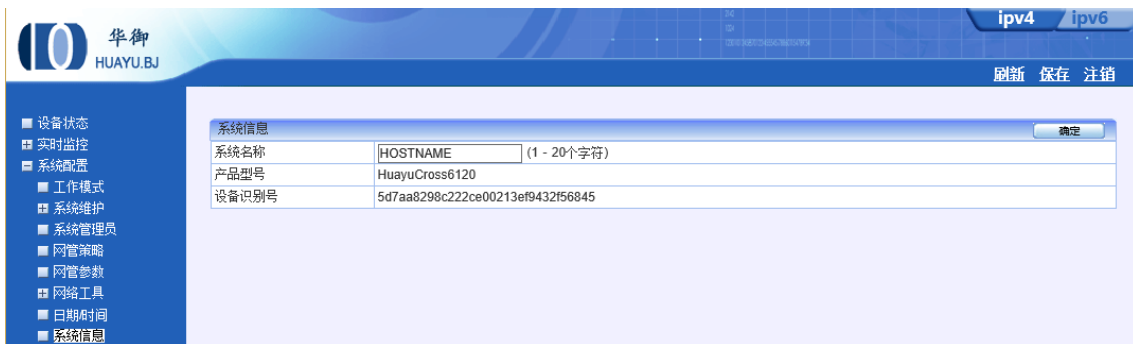 华御
HUAYU.BJ
ipv4 ipv6
刷新 保存 注销
设备状态
实时监控
系统配置
工作模式
系统维护
系统管理员
网管策略
网管参数
网络工具
日期/时间
系统信息
系统信息 确定
系统名称 HOSTNAME (1 - 20个字符)
产品型号 HuayuCross6120
设备识别号 5d7aa8298c222ce00213ef9432f56845